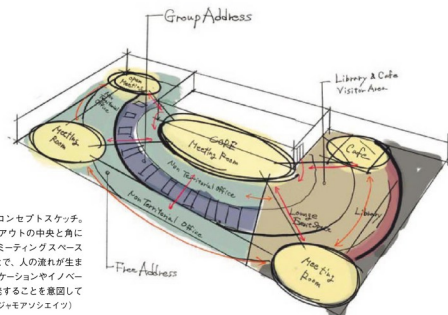 Group Address
Open Meeting
Library & Cafe
Visitor Area
Meeting Room
CORE
Meeting Room
Cafe
Non Territorial Office
Non Territorial Office
Lounge
Library
Free Address
Meeting
Room
コンセプトスケッチ。
アウトの中央と角に
ミーティングスペース
とで、人の流れが生ま
ケーションやイノベー
発することを意図して
ジャモアソシエイツ)